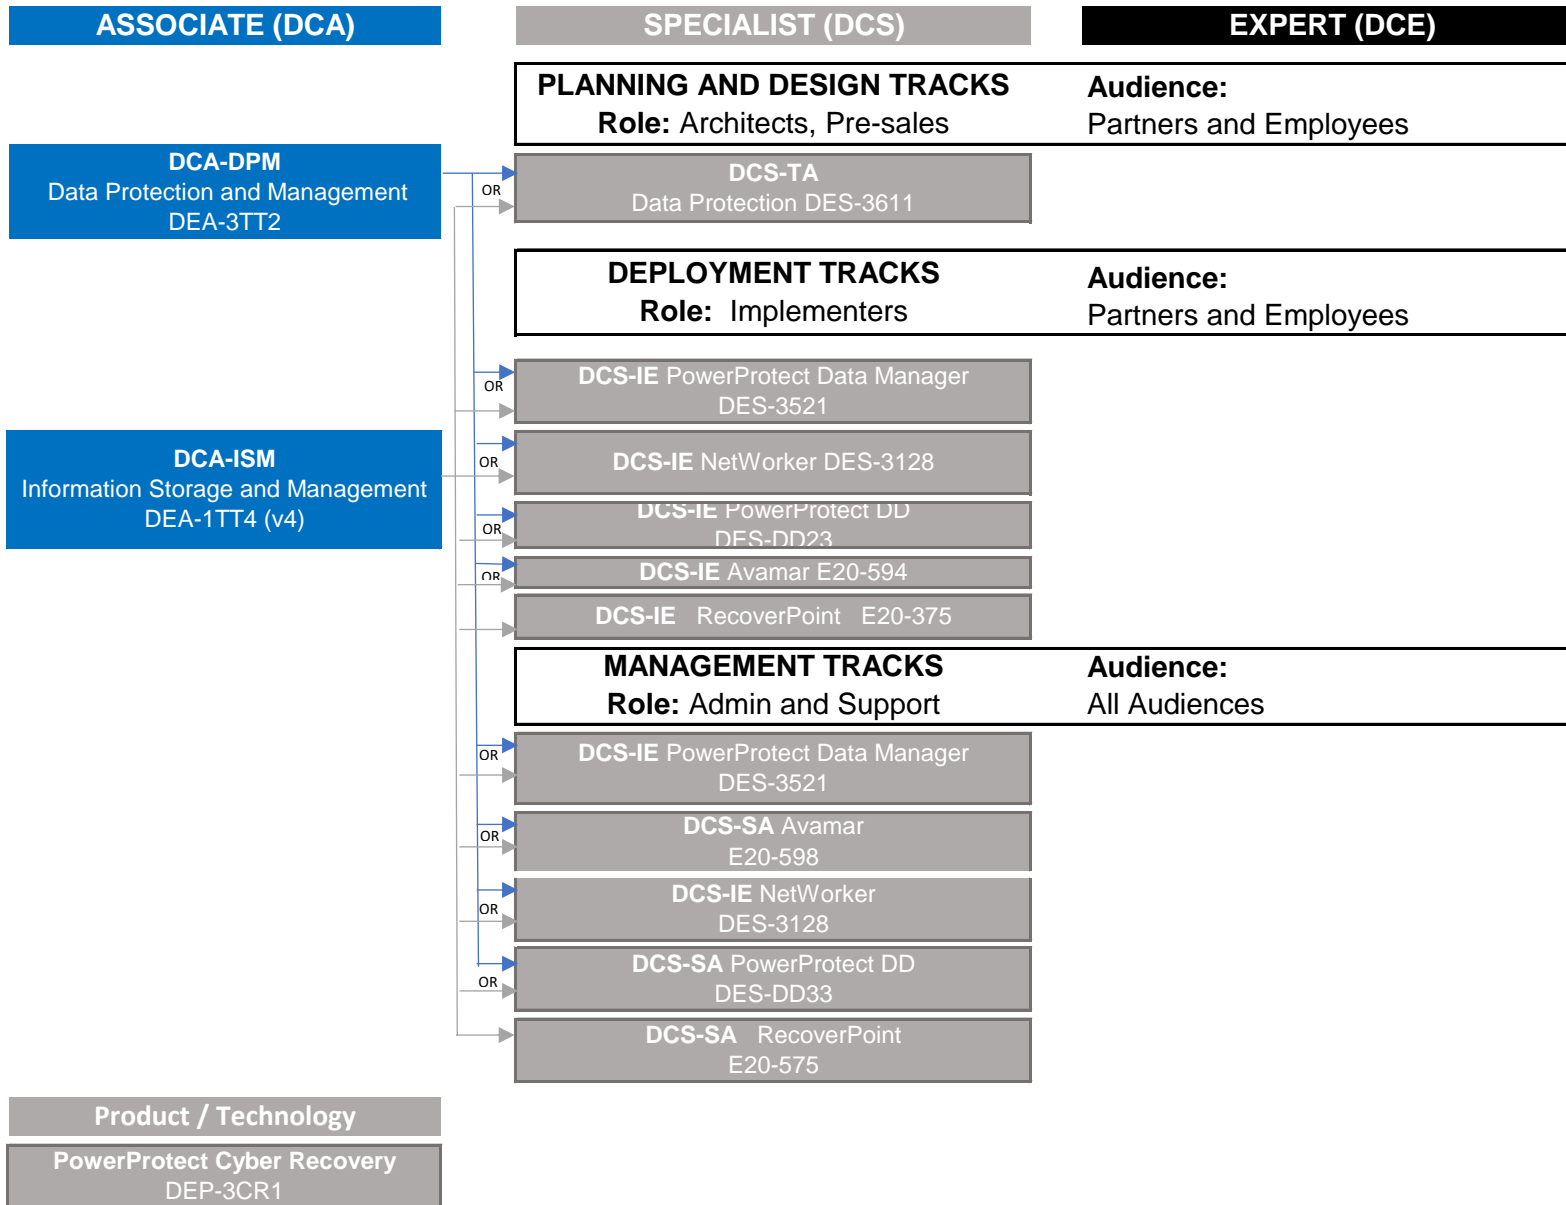 ASSOCIATE (DCA)
SPECIALIST (DCS)
EXPERT (DCE)
PLANNING AND DESIGN TRACKS
Role: Architects, Pre-sales
Audience:
Partners and Employees
DCA-DPM
Data Protection and Management
DEA-3TT2
OR
DCS-TA
Data Protection DES-3611
DEPLOYMENT TRACKS
Role: Implementers
Audience:
Partners and Employees
OR
DCS-IE PowerProtect Data Manager
DES-3521
DCA-ISM
Information Storage and Management
DEA-1TT4 (v4)
OR
DCS-IE NetWorker DES-3128
OR
DCS-IE PowerProtect DD
DES-DD23
OR
DCS-IE Avamar E20-594
DCS-IE RecoverPoint E20-375
MANAGEMENT TRACKS
Role: Admin and Support
Audience:
All Audiences
OR
DCS-IE PowerProtect Data Manager
DES-3521
OR
DCS-SA Avamar
E20-598
OR
DCS-IE NetWorker
DES-3128
OR
DCS-SA PowerProtect DD
DES-DD33
DCS-SA RecoverPoint
E20-575
Product / Technology
PowerProtect Cyber Recovery
DEP-3CR1